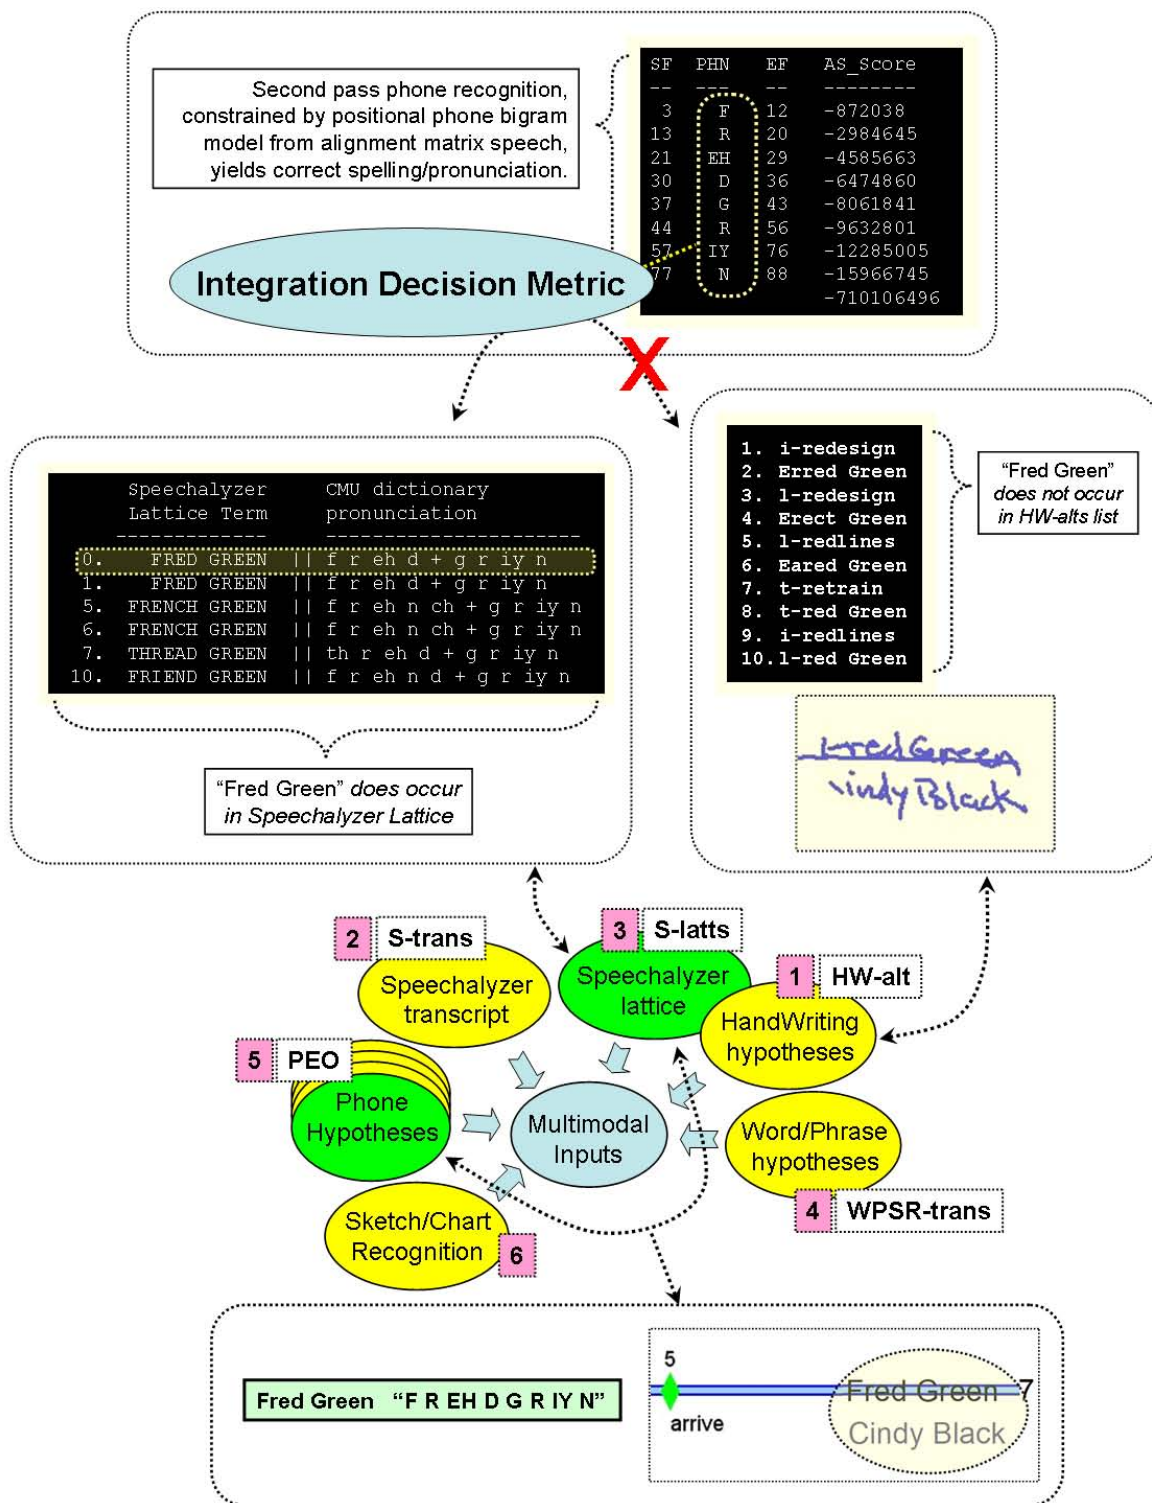 Second pass phone recognition,
constrained by positional phone bigram
model from alignment matrix speech,
yields correct spelling/pronunciation.
SF PHN EF AS_Score
-- --- -- --------
3 F 12 -872038
13 R 20 -2984645
21 EH 29 -4585663
30 D 36 -6474860
37 G 43 -8061841
44 R 56 -9632801
57 IY 76 -12285005
77 N 88 -15966745
-710106496
Integration Decision Metric
X
Speechalyzer CMU dictionary
Lattice Term pronunciation
-------------- -----------------------
0. FRED GREEN || f r eh d + g r iy n
1. FRED GREEN || f r eh d + g r iy n
5. FRENCH GREEN || f r eh n ch + g r iy n
6. FRENCH GREEN || f r eh n ch + g r iy n
7. THREAD GREEN || th r eh d + g r iy n
10. FRIEND GREEN || f r eh n d + g r iy n
“Fred Green” does occur
in Speechalyzer Lattice
1. i-redesign
2. Erred Green
3. l-redesign
4. Erect Green
5. l-redlines
6. Eared Green
7. t-retrain
8. t-red Green
9. i-redlines
10. l-red Green
“Fred Green”
does not occur
in HW-alts list
Fred Green
Cindy Black
2 S-trans
Speechalyzer
transcript
3 S-latts
Speechalyzer
lattice
1 HW-alt
HandWriting
hypotheses
5 PEO
Phone
Hypotheses
Multimodal
Inputs
Word/Phrase
hypotheses
4 WPSR-trans
Sketch/Chart
Recognition
6
Fred Green “F R EH D G R IY N”
5
arrive
Fred Green
7
Cindy Black